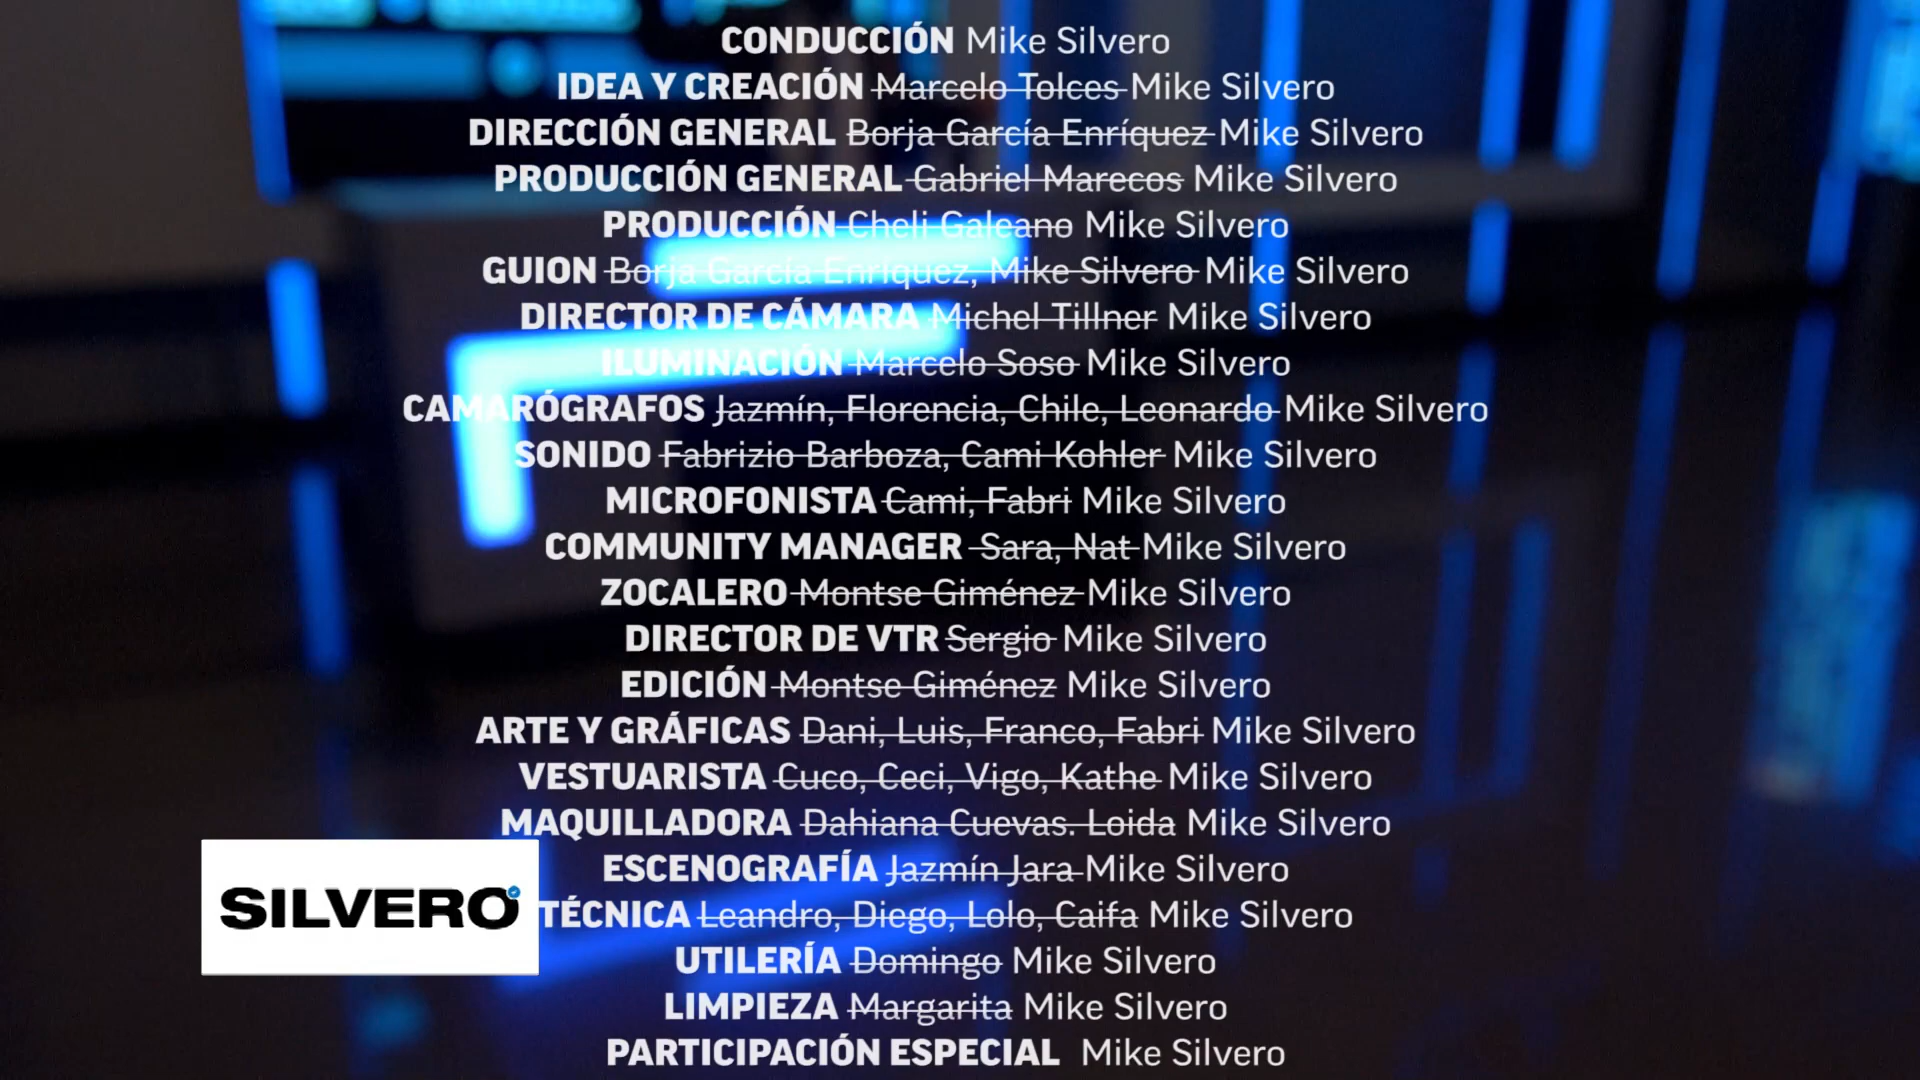 CONDUCCIÓN Mike Silvero
IDEA Y CREACIÓN Marcelo Tolces Mike Silvero
DIRECCIÓN GENERAL Borja García Enríquez Mike Silvero
PRODUCCIÓN GENERAL Gabriel Marecos Mike Silvero
PRODUCCIÓN Cheli Galeano Mike Silvero
GUION Borja García Enríquez, Mike Silvero Mike Silvero
DIRECTOR DE CÁMARA Michel Tillner Mike Silvero
ILUMINACIÓN Marcelo Soso Mike Silvero
CAMARÓGRAFOS Jazmín, Florencia, Chile, Leonardo Mike Silvero
SONIDO Fabrizio Barboza, Cami Kohler Mike Silvero
MICROFONISTA Cami, Fabri Mike Silvero
COMMUNITY MANAGER Sara, Nat Mike Silvero
ZOCALERO Montse Giménez Mike Silvero
DIRECTOR DE VTR Sergio Mike Silvero
EDICIÓN Montse Giménez Mike Silvero
ARTE Y GRÁFICAS Dani, Luis, Franco, Fabri Mike Silvero
VESTUARISTA Cuco, Ceci, Vigo, Kathe Mike Silvero
MAQUILLADORA Dahiana Cuevas. Loida Mike Silvero
ESCENOGRAFÍA Jazmín Jara Mike Silvero
SILVERO
TÉCNICA Leandro, Diego, Lolo, Caifa Mike Silvero
UTILERÍA Domingo Mike Silvero
LIMPIEZA Margarita Mike Silvero
PARTICIPACIÓN ESPECIAL Mike Silvero